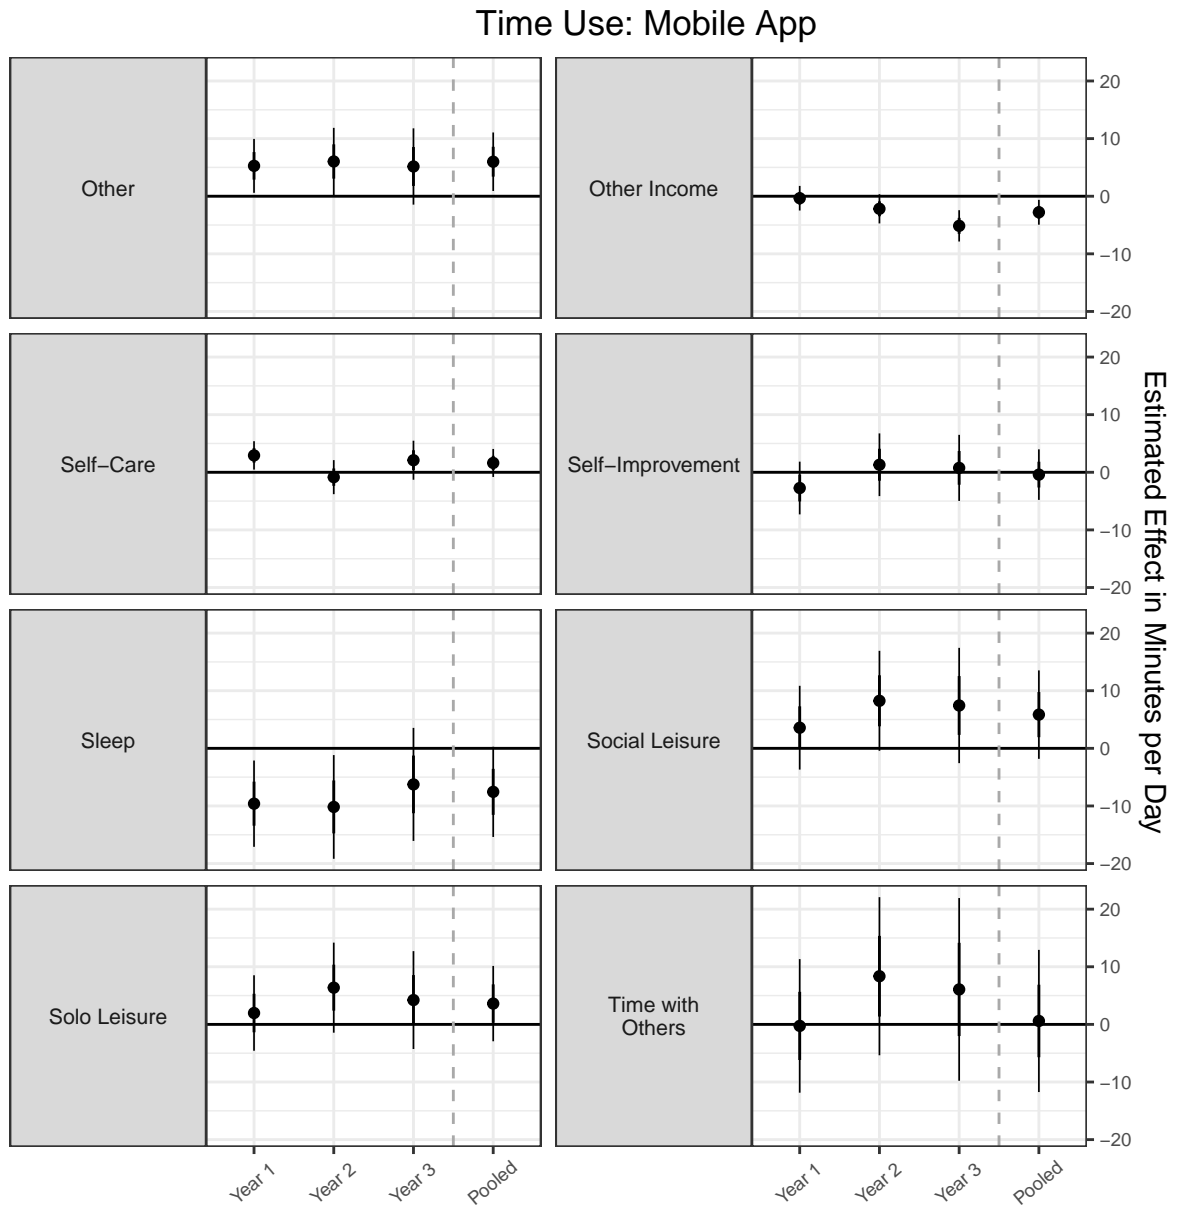 Time Use: Mobile App
Other
Other Income
20
10
0
−10
−20
Self−Care
Self−Improvement
20
10
0
−10
−20
Sleep
Social Leisure
20
10
0
−10
−20
Solo Leisure
Time with
Others
20
10
0
−10
−20
Estimated Effect in Minutes per Day
Year 1
Year 2
Year 3
Pooled
Year 1
Year 2
Year 3
Pooled